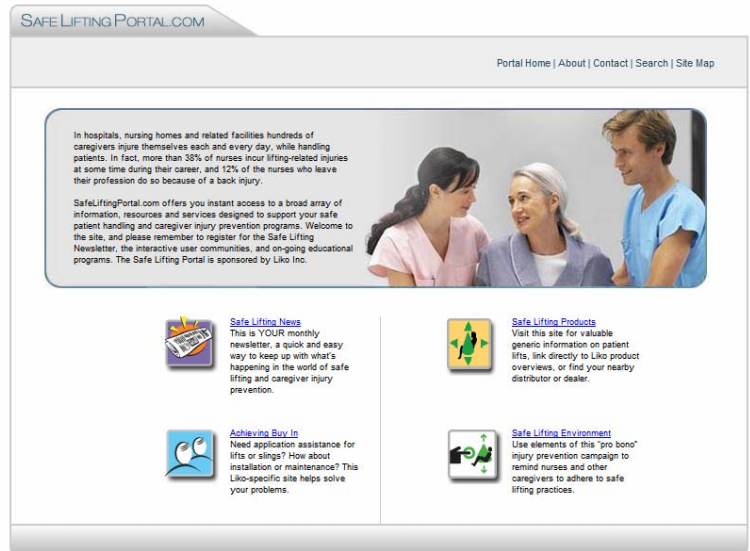 SAFE LIFTING PORTAL.COM
Portal Home | About | Contact | Search | Site Map
In hospitals, nursing homes and related facilities hundreds of
caregivers injure themselves each and every day, while handling
patients. In fact, more than 38% of nurses incur lifting-related injuries
at some time during their career, and 12% of the nurses who leave
their profession do so because of a back injury.
SafeLiftingPortal.com offers you instant access to a broad array of
information, resources and services designed to support your safe
patient handling and caregiver injury prevention programs. Welcome to
the site, and please remember to register for the Safe Lifting
Newsletter, the interactive user communities, and on-going educational
programs. The Safe Lifting Portal is sponsored by Liko Inc.
Safe Lifting News
This is YOUR monthly
newsletter, a quick and easy
way to keep up with what's
happening in the world of safe
lifting and caregiver injury
prevention.
Safe Lifting Products
Visit this site for valuable
generic information on patient
lifts, link directly to Liko product
overviews, or find your nearby
distributor or dealer.
Achieving Buy In
Need application assistance for
lifts or slings? How about
installation or maintenance? This
Liko-specific site helps solve
your problems.
Safe Lifting Environment
Use elements of this "pro bono"
injury prevention campaign to
remind nurses and other
caregivers to adhere to safe
lifting practices.